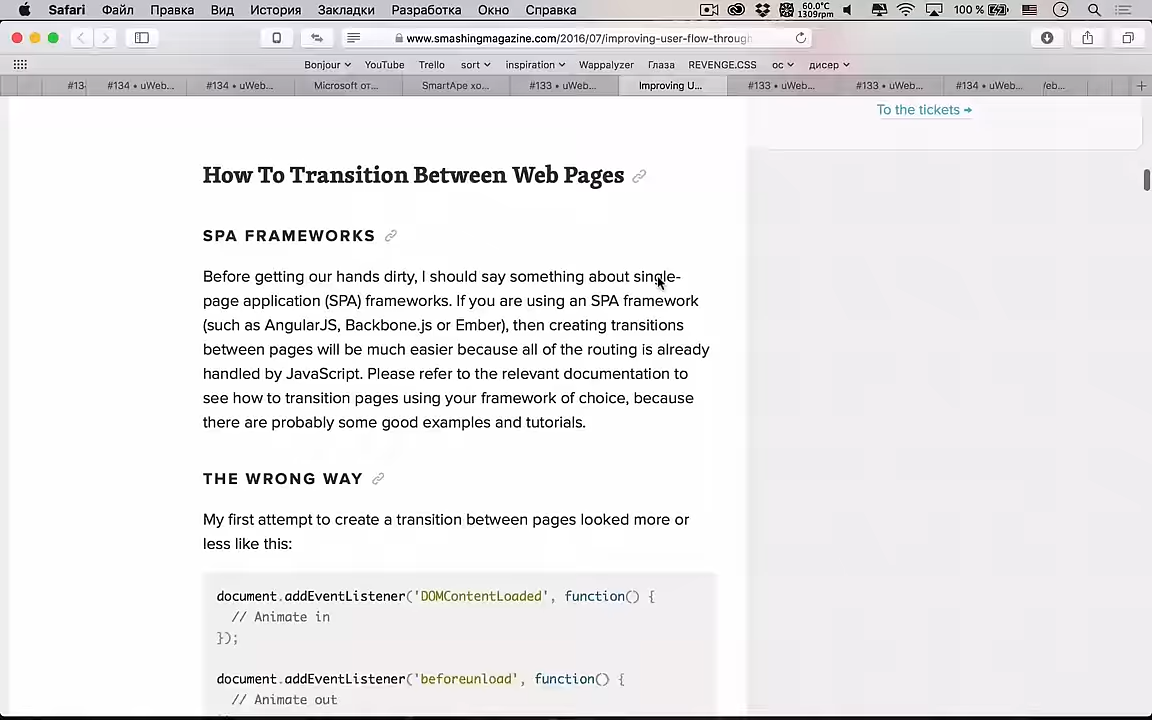 Safari Файл Правка Вид История Закладки Разработка Окно Справка 60.0°C 1309rpm 100 %
www.smashingmagazine.com/2016/07/improving-user-flow-throug
Bonjour YouTube Trello sort inspiration Wappalyzer Глаза REVENGE.CSS ос дисер
#13 #134 • uWeb... #134 • uWeb... Microsoft от... SmartApe хо... #133 • uWeb... Improving U... #133 • uWeb... #133 • uWeb... #134 • uWeb... eb...
To the tickets →
How To Transition Between Web Pages
SPA FRAMEWORKS
Before getting our hands dirty, I should say something about single-
page application (SPA) frameworks. If you are using an SPA framework
(such as AngularJS, Backbone.js or Ember), then creating transitions
between pages will be much easier because all of the routing is already
handled by JavaScript. Please refer to the relevant documentation to
see how to transition pages using your framework of choice, because
there are probably some good examples and tutorials.
THE WRONG WAY
My first attempt to create a transition between pages looked more or
less like this:
document.addEventListener('DOMContentLoaded', function() {
// Animate in
});
document.addEventListener('beforeunload', function() {
// Animate out